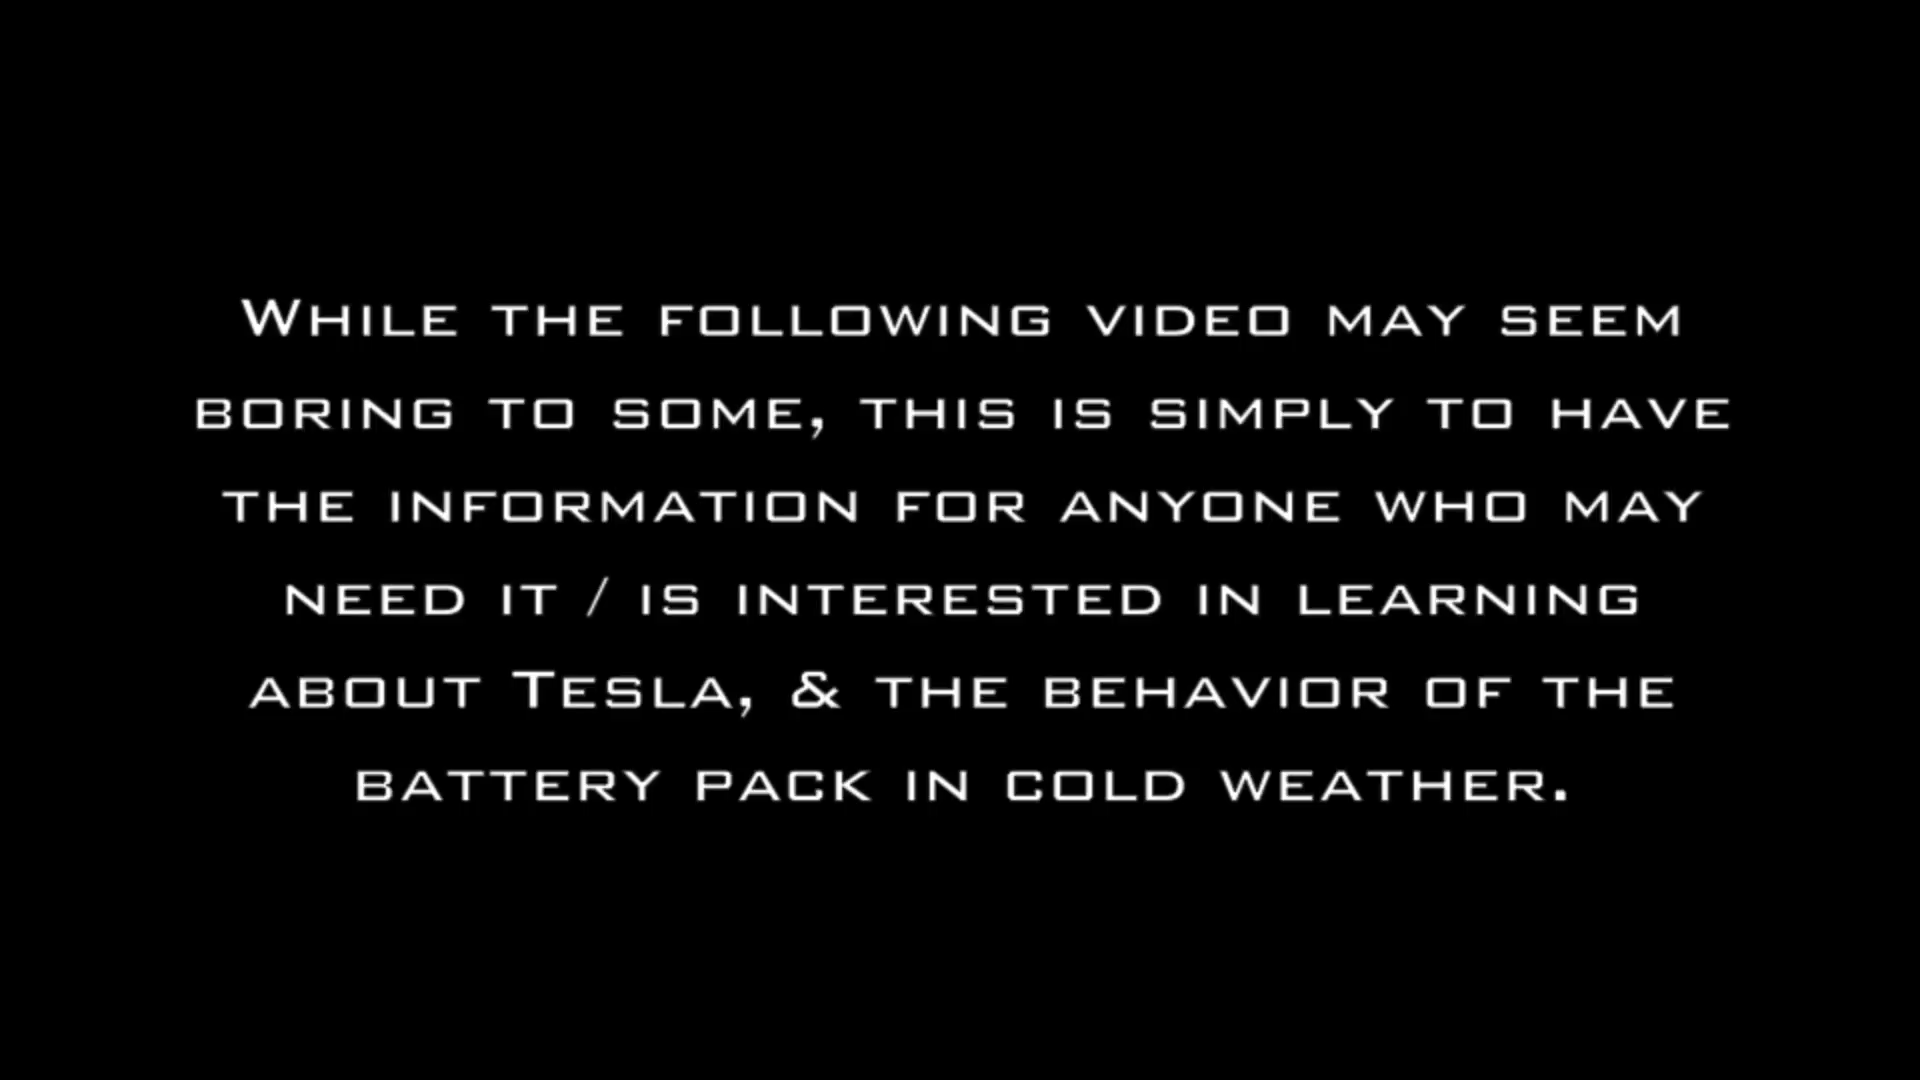 While the following video may seem
boring to some, this is simply to have
the information for anyone who may
need it / is interested in learning
about Tesla, & the behavior of the
battery pack in cold weather.